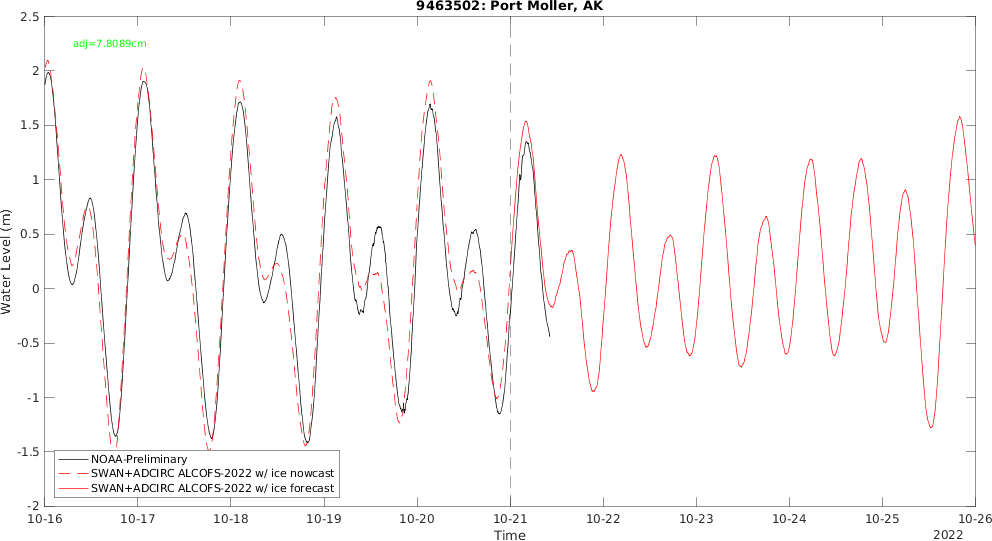 9463502: Port Moller, AK
adj=7.8089cm
2.5
2
1.5
1
0.5
0
-0.5
-1
-1.5
-2
Water Level (m)
NOAA-Preliminary
SWAN+ADCIRC ALCOFS-2022 w/ ice nowcast
SWAN+ADCIRC ALCOFS-2022 w/ ice forecast
10-16 10-17 10-18 10-19 10-20 10-21 10-22 10-23 10-24 10-25 10-26
Time
2022